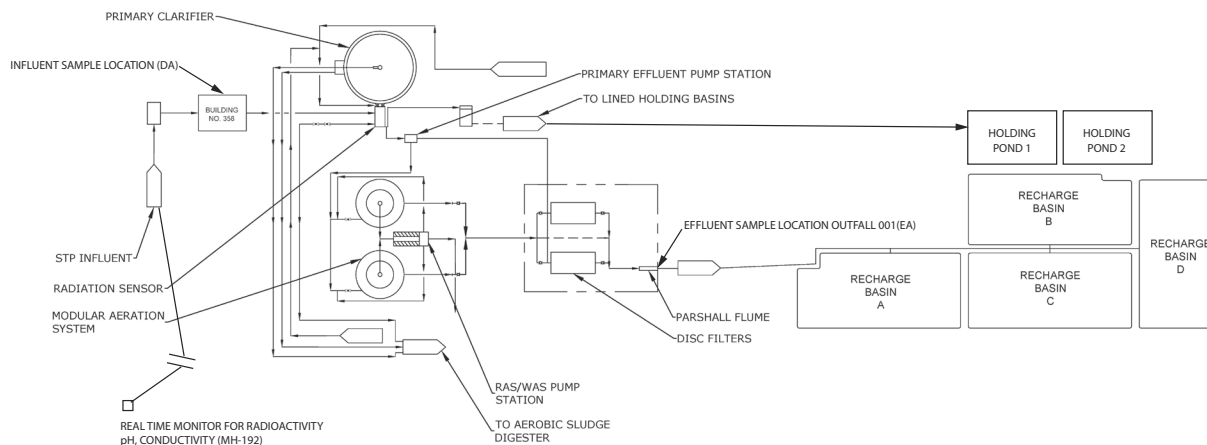 PRIMARY CLARIFIER
INFLUENT SAMPLE LOCATION (DA)
BUILDING
NO. 358
PRIMARY EFFLUENT PUMP STATION
TO LINED HOLDING BASINS
HOLDING
POND 1
HOLDING
POND 2
RECHARGE
BASIN
B
EFFLUENT SAMPLE LOCATION OUTFALL 001(EA)
RECHARGE
BASIN
D
STP INFLUENT
RECHARGE
BASIN
A
RECHARGE
BASIN
C
RADIATION SENSOR
MODULAR AERATION
SYSTEM
PARSHALL FLUME
DISC FILTERS
RAS/WAS PUMP
STATION
TO AEROBIC SLUDGE
DIGESTER
REAL TIME MONITOR FOR RADIOACTIVITY
pH, CONDUCTIVITY (MH-192)